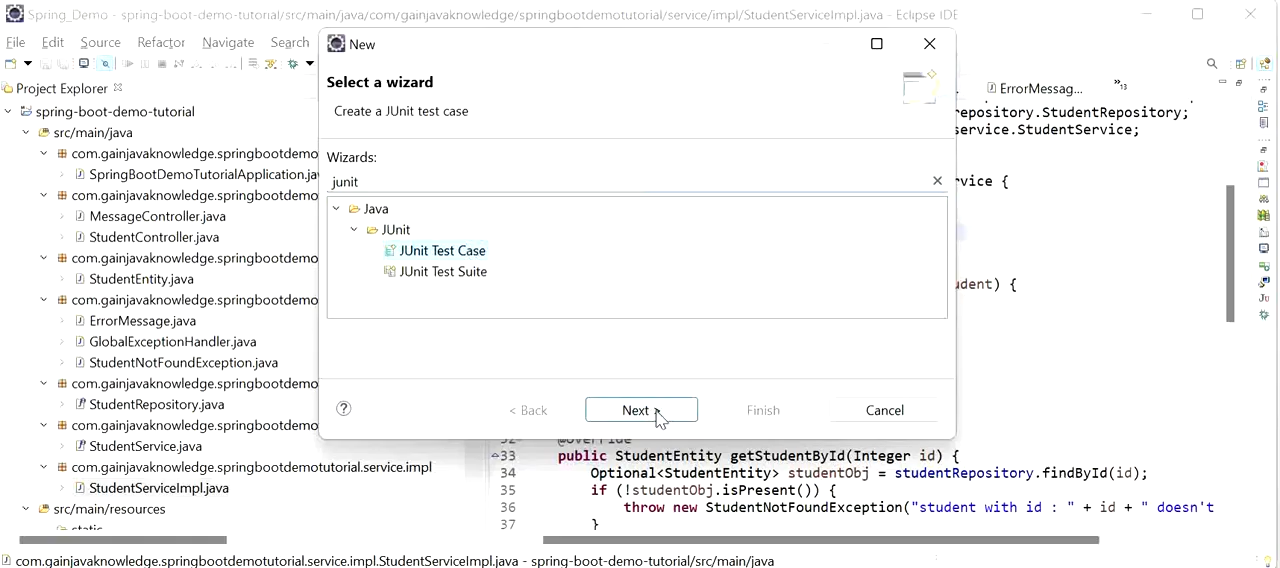 Spring_Demo - spring-boot-demo-tutorial/src/main/java/com/gainjavaknowledge/springbootdemotutorial/service/impl/StudentServiceImpl.java - Eclipse IDE
File Edit Source Refactor Navigate Search
New
Project Explorer
ErrorMessag...
13
Select a wizard
Create a JUnit test case
spring-boot-demo-tutorial
src/main/java
com.gainjavaknowledge.springbootdemo
SpringBootDemoTutorialApplication.jav
com.gainjavaknowledge.springbootdemo
MessageController.java
StudentController.java
com.gainjavaknowledge.springbootdemo
StudentEntity.java
com.gainjavaknowledge.springbootdemo
ErrorMessage.java
GlobalExceptionHandler.java
StudentNotFoundException.java
com.gainjavaknowledge.springbootdemo
StudentRepository.java
com.gainjavaknowledge.springbootdemo
StudentService.java
com.gainjavaknowledge.springbootdemotutorial.service.impl
StudentServiceImpl.java
src/main/resources
static
Wizards:
junit
Java
JUnit
JUnit Test Case
JUnit Test Suite
< Back Next > Finish Cancel
epository.StudentRepository;
service.StudentService;
rvice {
udent) {
32 @Override
33 public StudentEntity getStudentById(Integer id) {
34 Optional<StudentEntity> studentObj = studentRepository.findById(id);
35 if (!studentObj.isPresent()) {
36 throw new StudentNotFoundException("student with id : " + id + " doesn't
37 }
Ju
com.gainjavaknowledge.springbootdemotutorial.service.impl.StudentServiceImpl.java - spring-boot-demo-tutorial/src/main/java